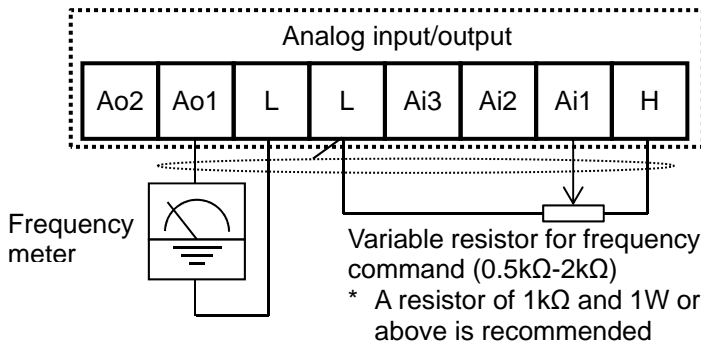 Analog input/output
Ao2 Ao1 L L Ai3 Ai2 Ai1 H
Frequency
meter
Variable resistor for frequency
command (0.5kΩ-2kΩ)
* A resistor of 1kΩ and 1W or
above is recommended